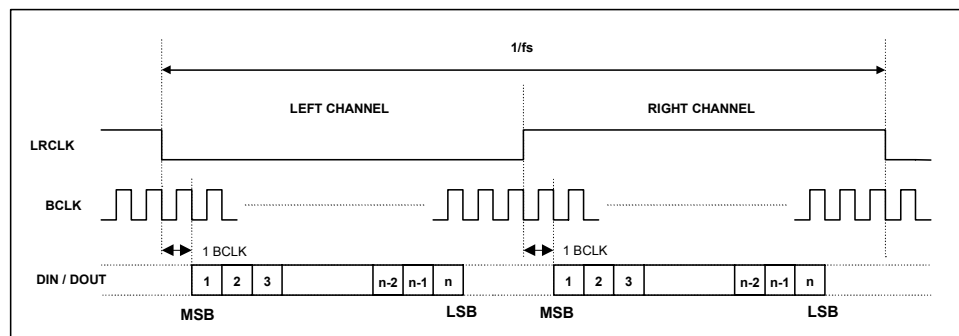 1/fs
LEFT CHANNEL RIGHT CHANNEL
LRCLK
BCLK
1 BCLK 1 BCLK
DIN / DOUT 1 2 3 n-2 n-1 n 1 2 3 n-2 n-1 n
MSB LSB MSB LSB